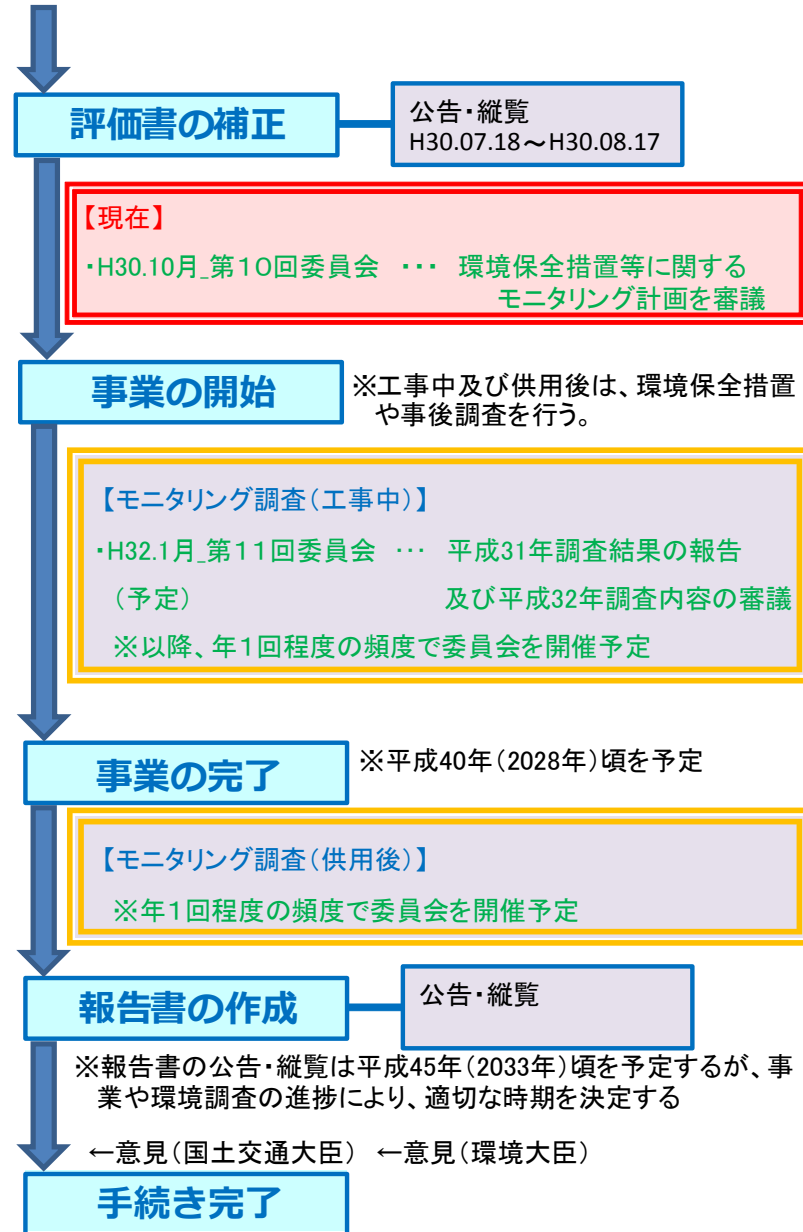 評価書の補正
公告・縦覧
H30.07.18～H30.08.17
【現在】
・H30.10月_第１０回委員会 ･･･ 環境保全措置等に関する
モニタリング計画を審議
事業の開始
※工事中及び供用後は、環境保全措置
や事後調査を行う。
【モニタリング調査（工事中）】
・H32.1月_第１１回委員会 ･･･ 平成31年調査結果の報告
（予定） 及び平成32年調査内容の審議
※以降、年１回程度の頻度で委員会を開催予定
事業の完了
※平成40年（2028年）頃を予定
【モニタリング調査（供用後）】
※年１回程度の頻度で委員会を開催予定
報告書の作成
公告・縦覧
※報告書の公告・縦覧は平成45年（2033年）頃を予定するが、事
業や環境調査の進捗により、適切な時期を決定する
←意見（国土交通大臣） ←意見（環境大臣）
手続き完了